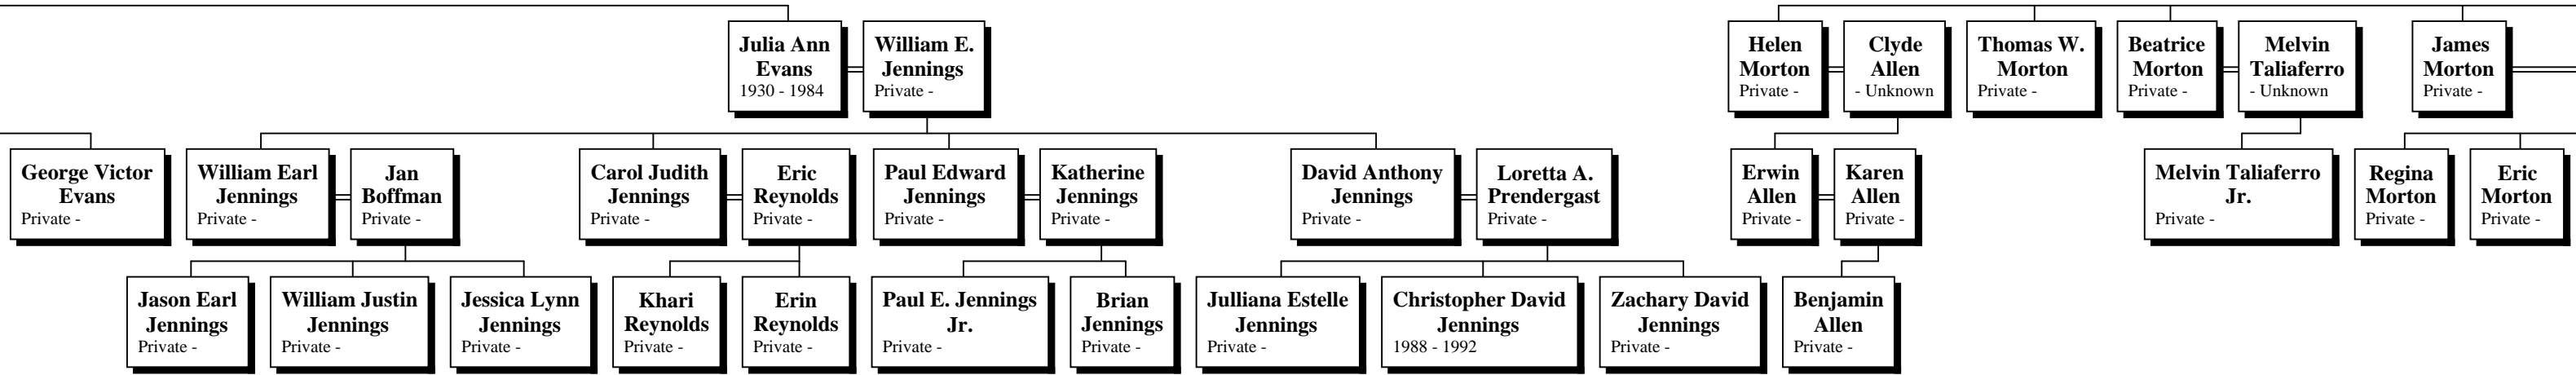 Julia Ann
Evans
1930 - 1984
William E.
Jennings
Private -
Helen
Morton
Private -
Clyde
Allen
- Unknown
Thomas W.
Morton
Private -
Beatrice
Morton
Private -
Melvin
Taliaferro
- Unknown
James
Morton
Private -
George Victor
Evans
Private -
William Earl
Jennings
Private -
Jan
Boffman
Private -
Carol Judith
Jennings
Private -
Eric
Reynolds
Private -
Paul Edward
Jennings
Private -
Katherine
Jennings
Private -
David Anthony
Jennings
Private -
Loretta A.
Prendergast
Private -
Erwin
Allen
Private -
Karen
Allen
Private -
Melvin Taliaferro
Jr.
Private -
Regina
Morton
Private -
Eric
Morton
Private -
Jason Earl
Jennings
Private -
William Justin
Jennings
Private -
Jessica Lynn
Jennings
Private -
Khari
Reynolds
Private -
Erin
Reynolds
Private -
Paul E. Jennings
Jr.
Private -
Brian
Jennings
Private -
Julliana Estelle
Jennings
Private -
Christopher David
Jennings
1988 - 1992
Zachary David
Jennings
Private -
Benjamin
Allen
Private -